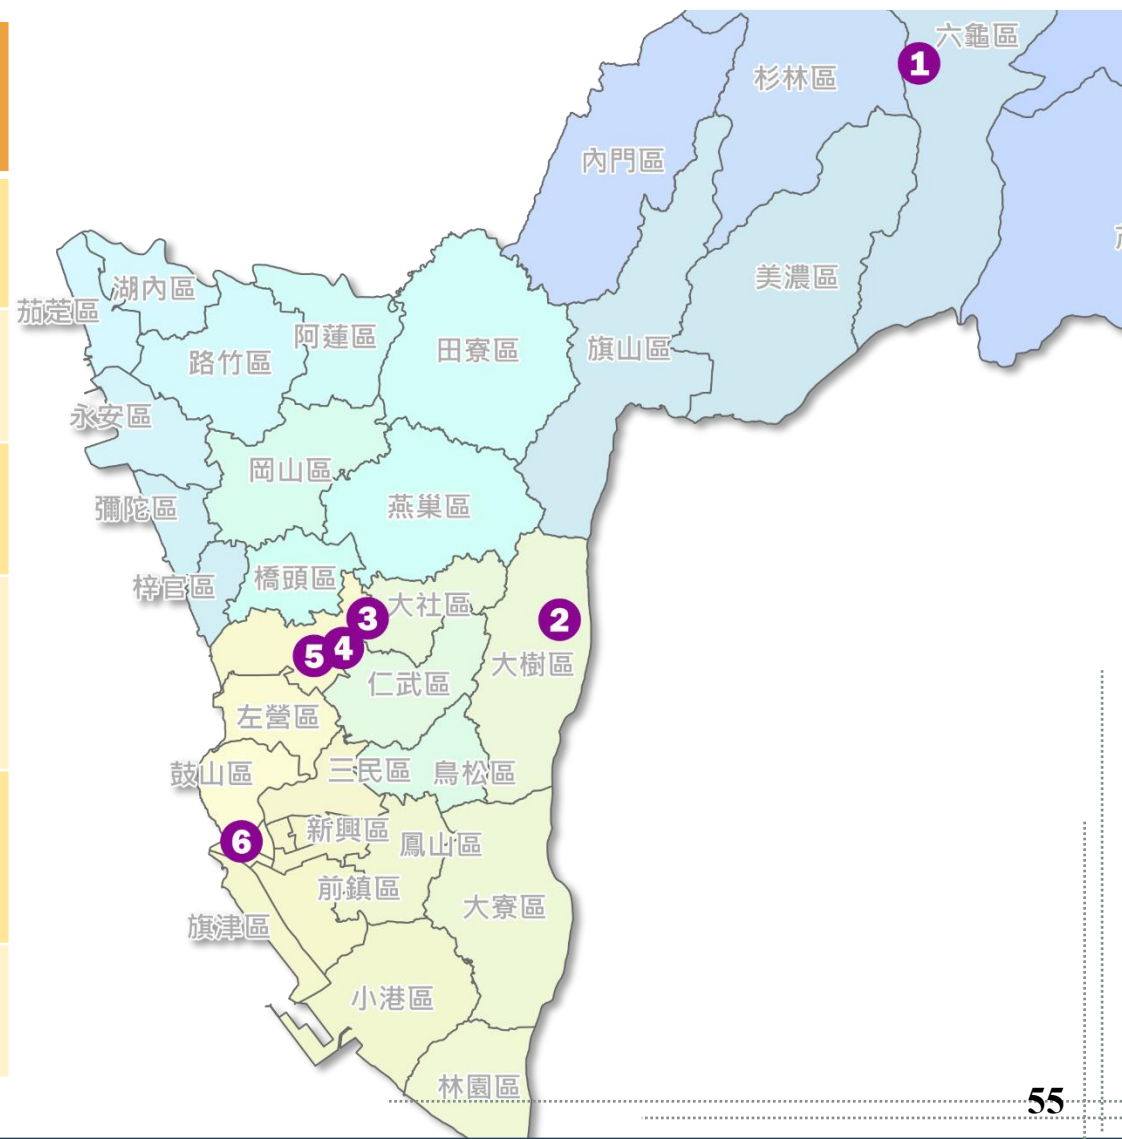 六龜區
1
杉林區
內門區
美濃區
湖內區
茄萣區
阿蓮區
田寮區
旗山區
路竹區
永安區
岡山區
燕巢區
彌陀區
橋頭區
梓官區
大社區
3
2
4
5
大樹區
仁武區
左營區
三民區
鳥松區
鼓山區
新興區
6
鳳山區
前鎮區
大寮區
旗津區
小港區
林園區
55